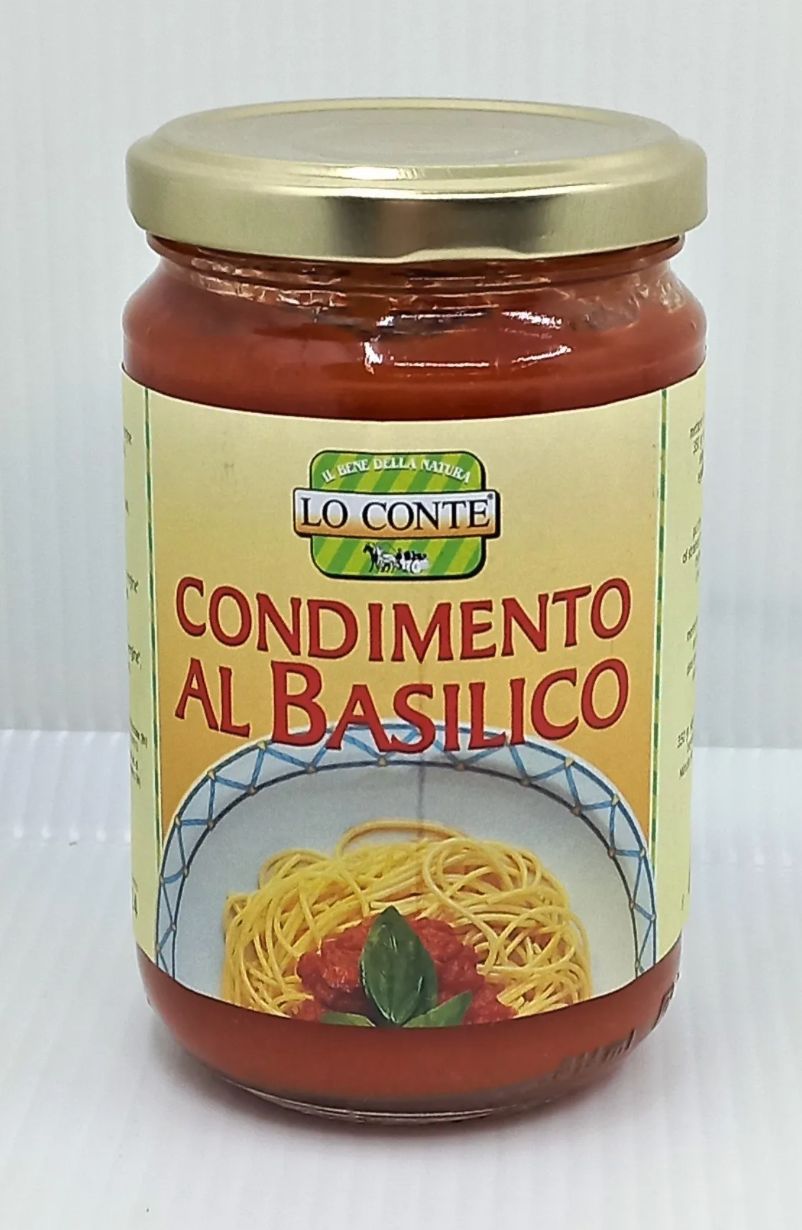 IL BENE DELLA NATURA
LO CONTE®
CONDIMENTO
AL BASILICO